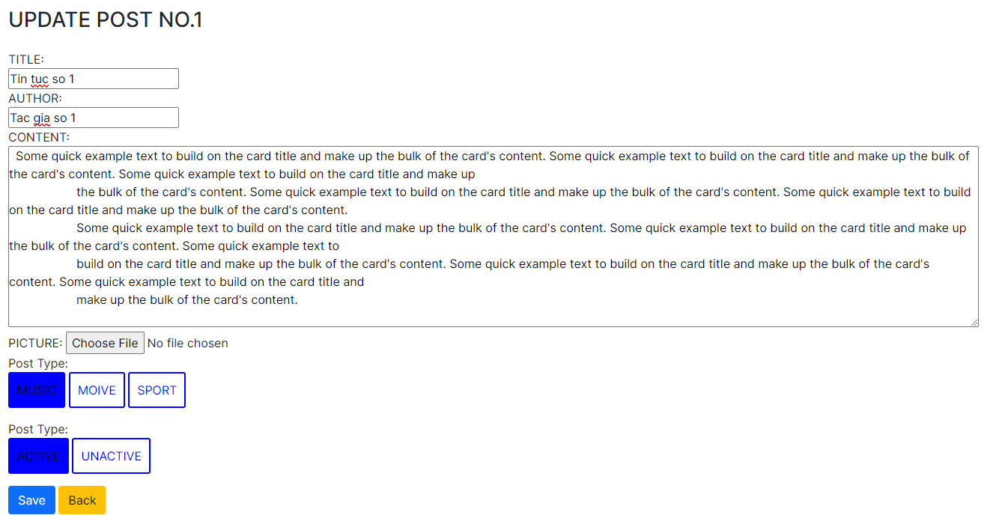 UPDATE POST NO.1
TITLE:
Tin tuc so 1
AUTHOR:
Tac gia so 1
CONTENT:
Some quick example text to build on the card title and make up the bulk of the card's content. Some quick example text to build on the card title and make up the bulk of
the card's content. Some quick example text to build on the card title and make up
the bulk of the card's content. Some quick example text to build on the card title and make up the bulk of the card's content. Some quick example text to build
on the card title and make up the bulk of the card's content.
Some quick example text to build on the card title and make up the bulk of the card's content. Some quick example text to build on the card title and make up
the bulk of the card's content. Some quick example text to
build on the card title and make up the bulk of the card's content. Some quick example text to build on the card title and make up the bulk of the card's
content. Some quick example text to build on the card title and
make up the bulk of the card's content.
PICTURE: Choose File No file chosen
Post Type:
MUSIC MOIVE SPORT
Post Type:
ACTIVE UNACTIVE
Save Back